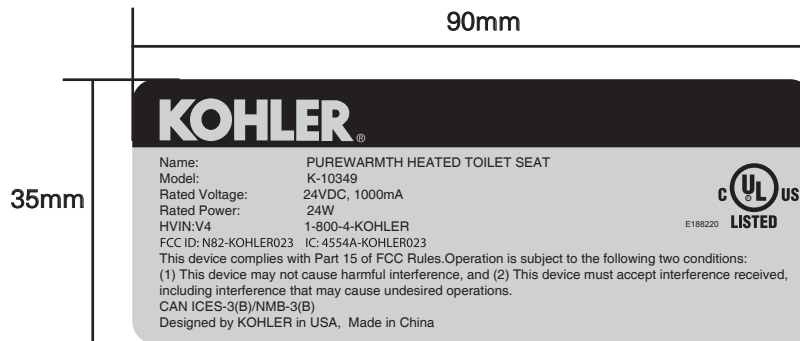 90mm
35mm
KOHLER®
Name: PUREWARMTH HEATED TOILET SEAT
Model: K-10349
Rated Voltage: 24VDC, 1000mA
Rated Power: 24W
HVIN:V4 1-800-4-KOHLER
FCC ID: N82-KOHLER023 IC: 4554A-KOHLER023
This device complies with Part 15 of FCC Rules.Operation is subject to the following two conditions:
(1) This device may not cause harmful interference, and (2) This device must accept interference received,
including interference that may cause undesired operations.
CAN ICES-3(B)/NMB-3(B)
Designed by KOHLER in USA, Made in China
C UL® US
E188220 LISTED